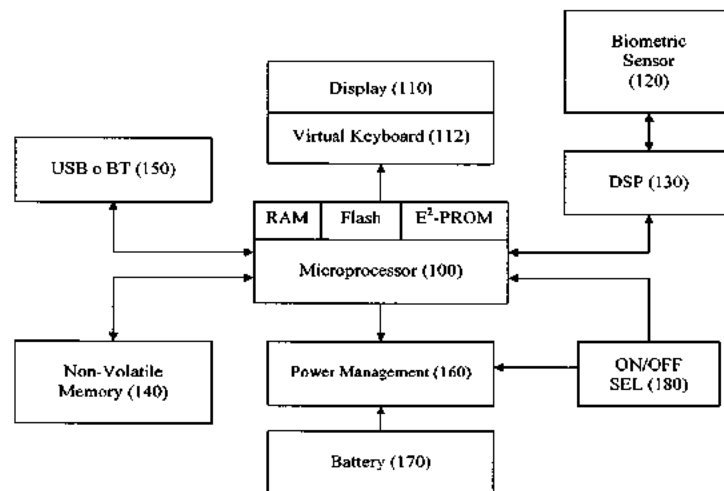 Biometric
Sensor
(120)
Display (110)
Virtual Keyboard (112)
USB o BT (150)
DSP (130)
RAM
Flash
E²-PROM
Microprocessor (100)
Non-Volatile
Memory (140)
Power Management (160)
ON/OFF
SEL (180)
Battery (170)